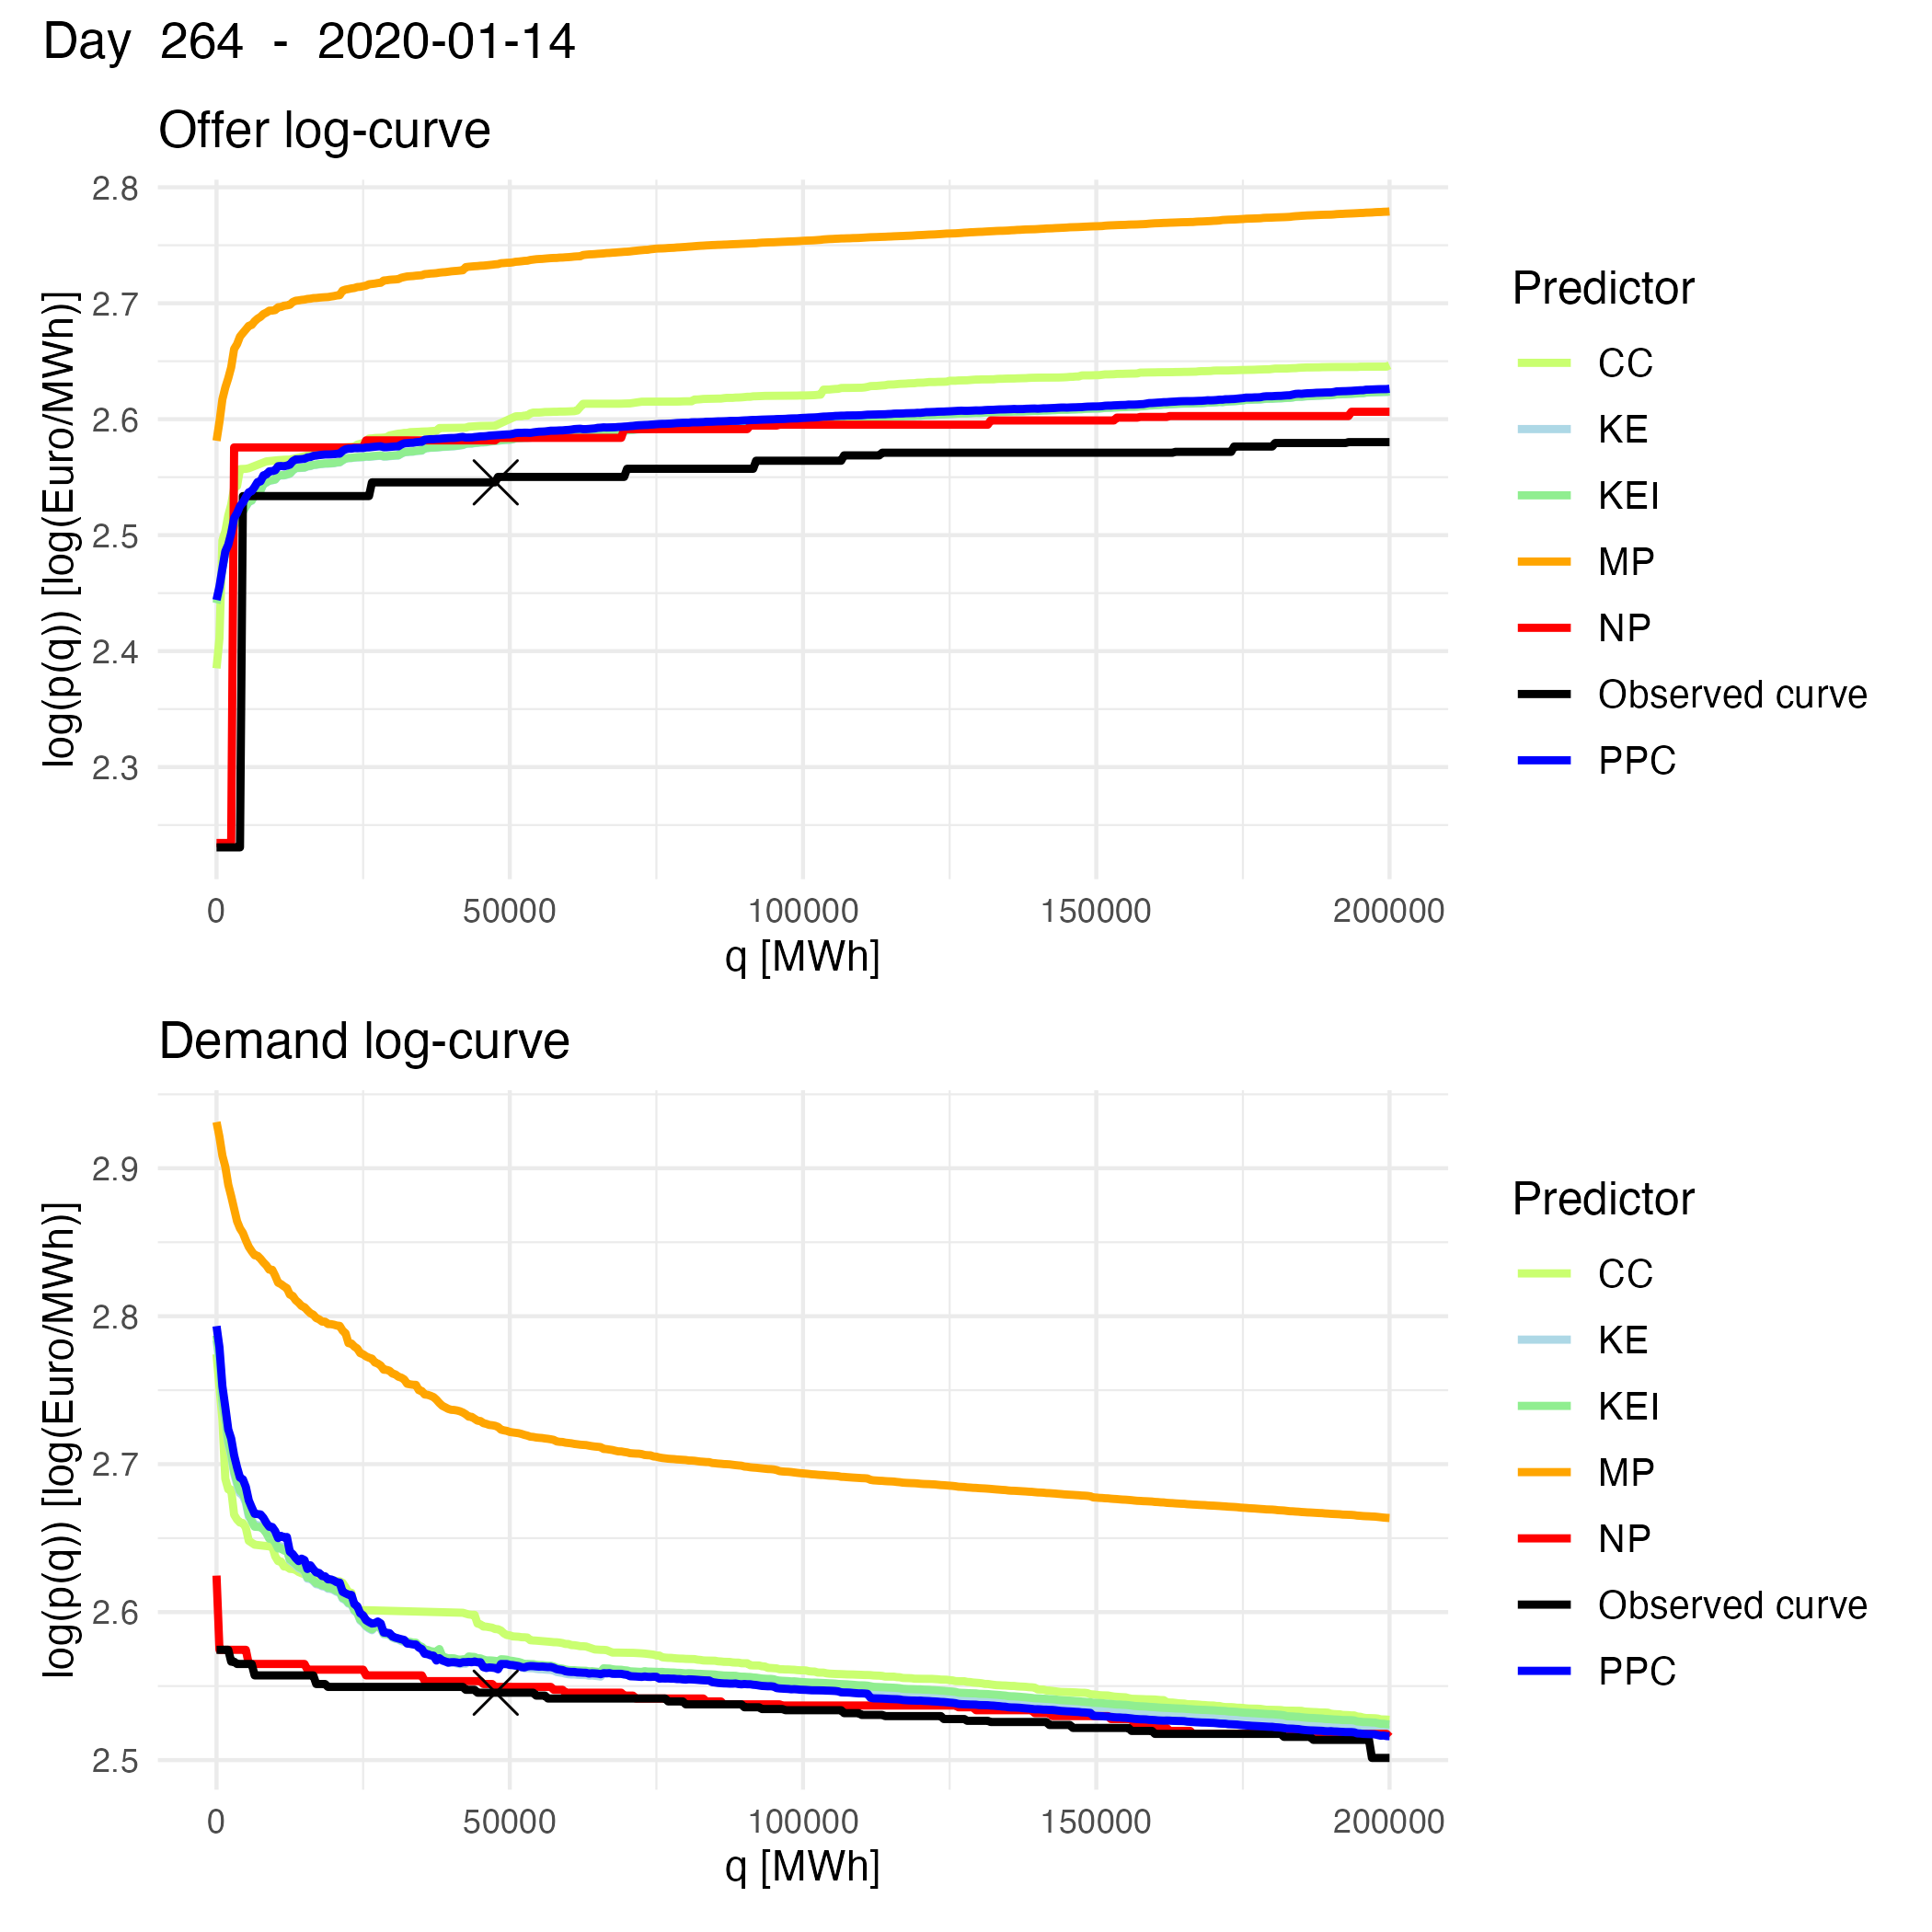 Day 264 - 2020-01-14
Offer log-curve
log(p(q)) [log(Euro/MWh)]
2.8
2.7
2.6
2.5
2.4
2.3
0 50000 100000 150000 200000
q [MWh]
Predictor
CC
KE
KEI
MP
NP
Observed curve
PPC
Demand log-curve
log(p(q)) [log(Euro/MWh)]
2.9
2.8
2.7
2.6
2.5
0 50000 100000 150000 200000
q [MWh]
Predictor
CC
KE
KEI
MP
NP
Observed curve
PPC